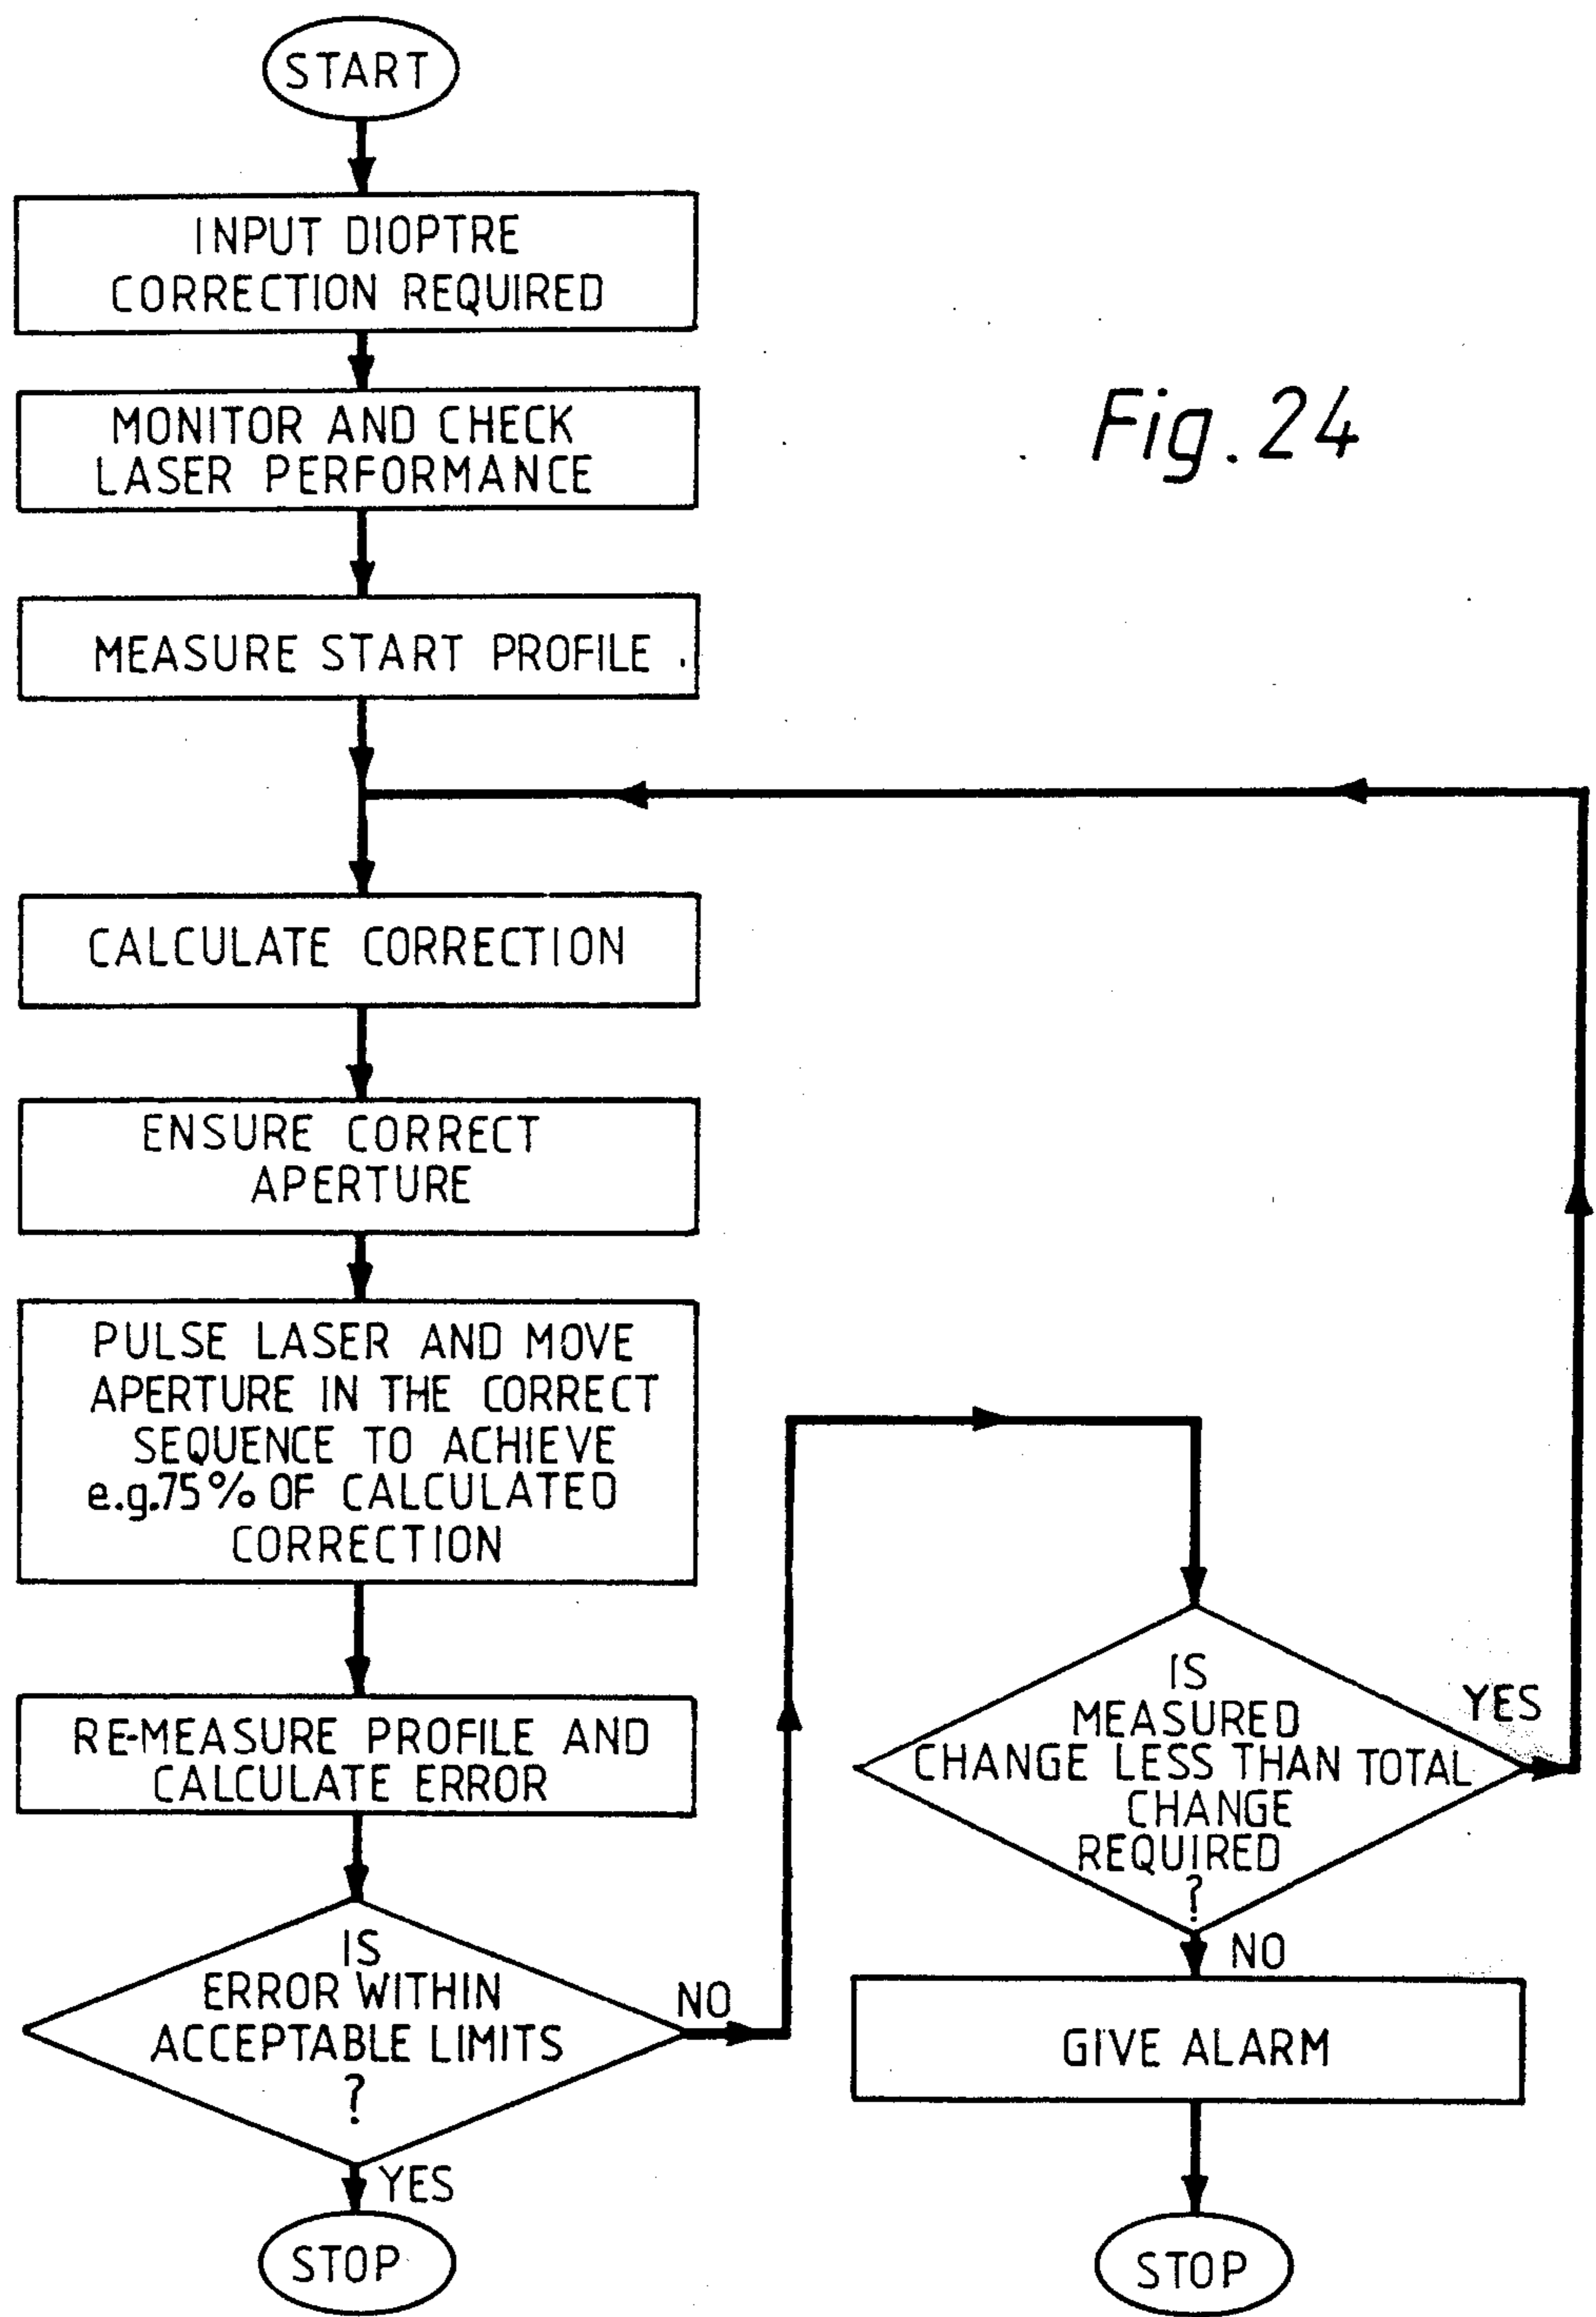 START
INPUT DIOPTRE
CORRECTION REQUIRED
MONITOR AND CHECK
LASER PERFORMANCE
Fig. 24
MEASURE START PROFILE
CALCULATE CORRECTION
ENSURE CORRECT
APERTURE
PULSE LASER AND MOVE
APERTURE IN THE CORRECT
SEQUENCE TO ACHIEVE
e.g.75% OF CALCULATED
CORRECTION
RE-MEASURE PROFILE AND
CALCULATE ERROR
IS
ERROR WITHIN
ACCEPTABLE LIMITS
?
NO
YES
STOP
IS
MEASURED
CHANGE LESS THAN TOTAL
CHANGE
REQUIRED
?
YES
NO
GIVE ALARM
STOP